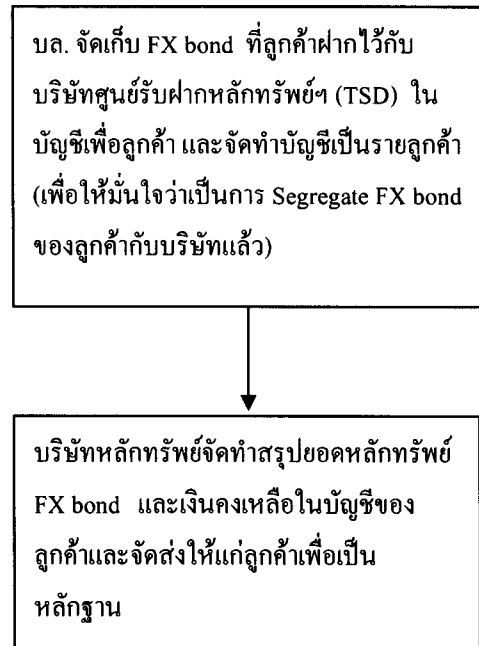 บล. จัดเก็บ FX bond ที่ลูกค้าฝากไว้กับ
บริษัทศูนย์รับฝากหลักทรัพย์ฯ (TSD) ใน
บัญชีเพื่อลูกค้า และจัดทำบัญชีเป็นรายลูกค้า
(เพื่อให้มั่นใจว่าเป็นการ Segregate FX bond
ของลูกค้ากับบริษัทแล้ว)
บริษัทหลักทรัพย์จัดทำสรุปยอดหลักทรัพย์
FX bond และเงินคงเหลือในบัญชีของ
ลูกค้าและจัดส่งให้แก่ลูกค้าเพื่อเป็น
หลักฐาน